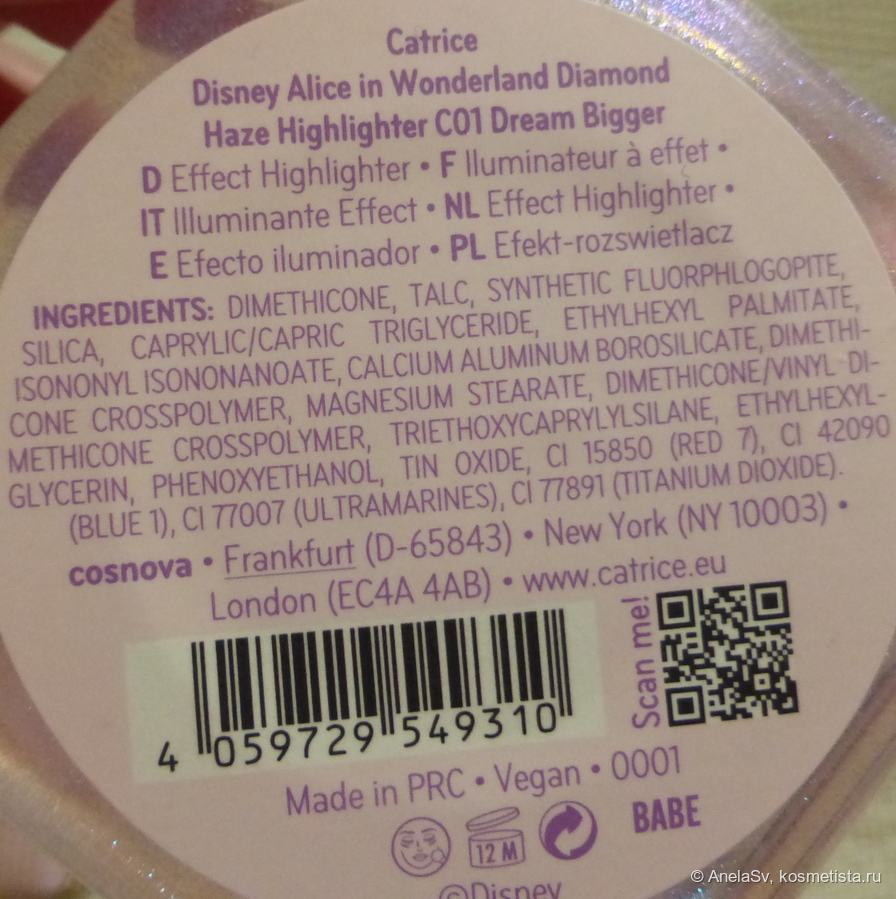 Catrice
Disney Alice in Wonderland Diamond
Haze Highlighter C01 Dream Bigger
D Effect Highlighter • F Iluminateur à effet •
IT Illuminante Effect • NL Effect Highlighter •
E Efecto iluminador • PL Efekt-rozswietlacz
INGREDIENTS: DIMETHICONE, TALC, SYNTHETIC FLUORPHLOGOPITE,
SILICA, CAPRYLIC/CAPRIC TRIGLYCERIDE, ETHYLHEXYL PALMITATE,
ISONONYL ISONONANOATE, CALCIUM ALUMINUM BOROSILICATE, DIMETHI-
CONE CROSSPOLYMER, MAGNESIUM STEARATE, DIMETHICONE/VINYL DI-
METHICONE CROSSPOLYMER, TRIETHOXYCAPRYLYLSILANE, ETHYLHEXYL-
GLYCERIN, PHENOXYETHANOL, TIN OXIDE, CI 15850 (RED 7), CI 42090
(BLUE 1), CI 77007 (ULTRAMARINES), CI 77891 (TITANIUM DIOXIDE).
cosnova • Frankfurt (D-65843) • New York (NY 10003) •
London (EC4A 4AB) • www.catrice.eu
Scan me!
4 059729 549310
Made in PRC • Vegan • 0001
12 M
BABE
©Disney
© AnelaSv, kosmetista.ru